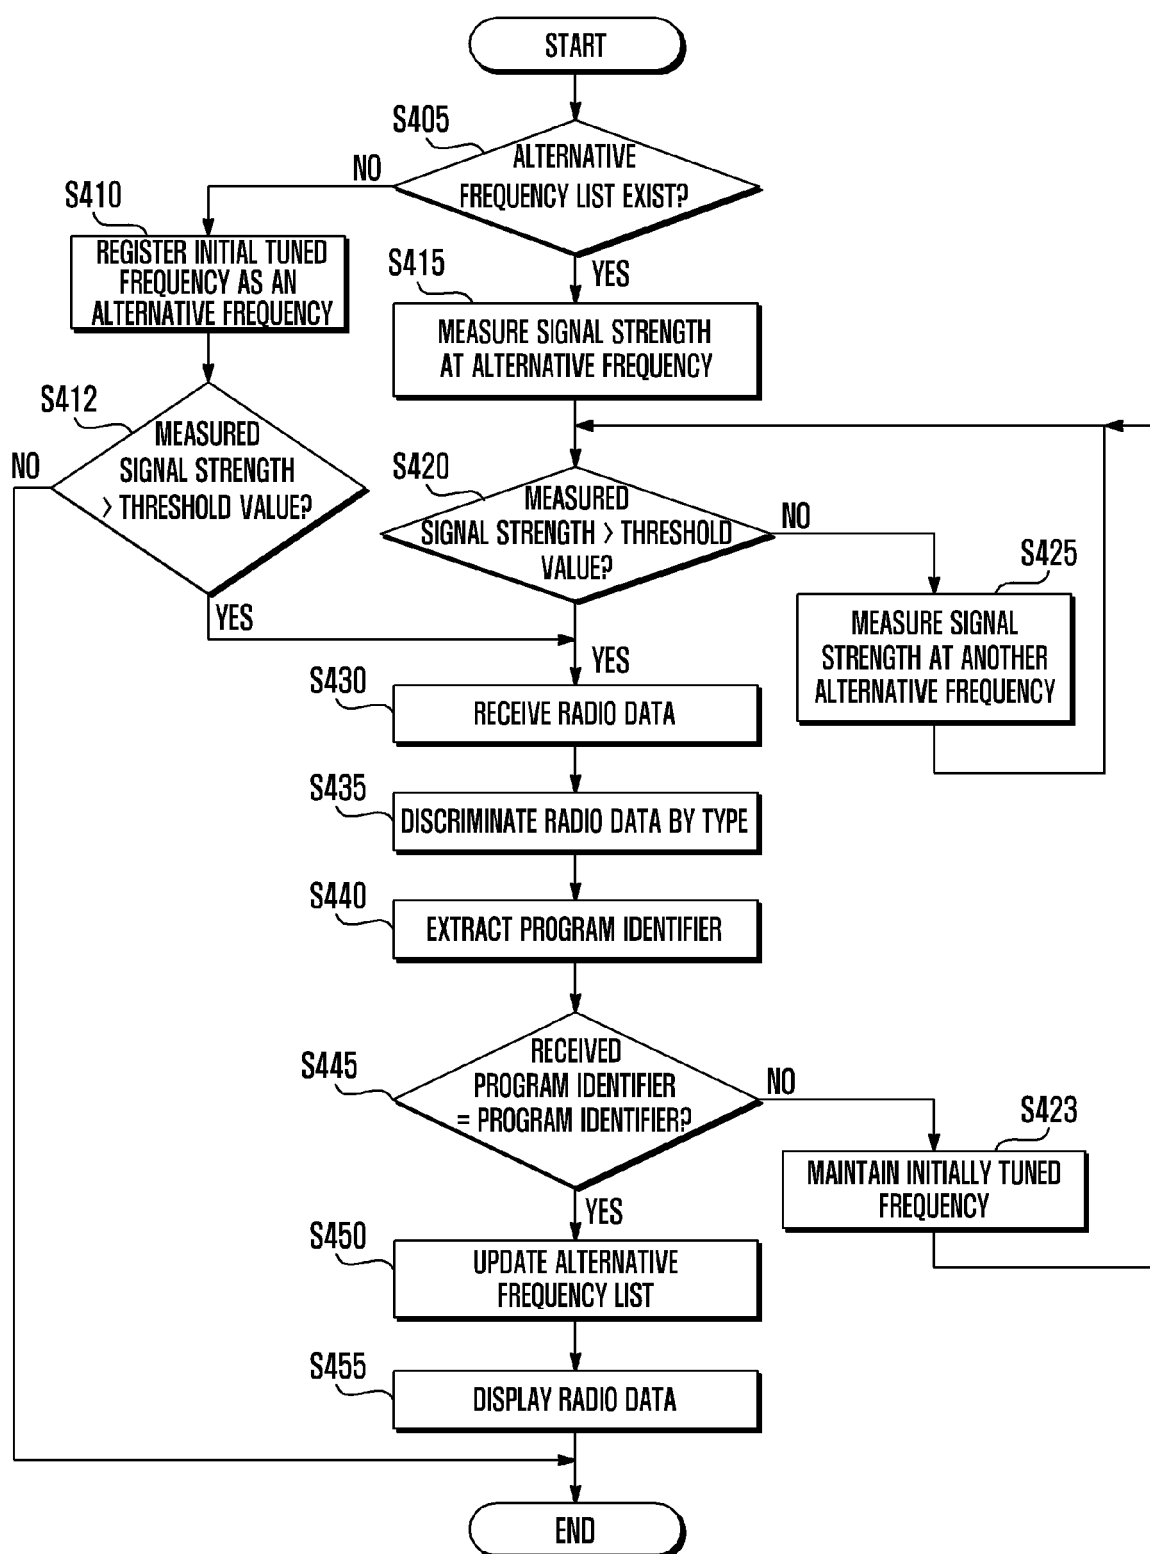 START
S405
ALTERNATIVE
FREQUENCY LIST EXIST?
NO
YES
S410
REGISTER INITIAL TUNED
FREQUENCY AS AN
ALTERNATIVE FREQUENCY
S415
MEASURE SIGNAL STRENGTH
AT ALTERNATIVE FREQUENCY
S412
MEASURED
SIGNAL STRENGTH
> THRESHOLD VALUE?
NO
YES
S420
MEASURED
SIGNAL STRENGTH > THRESHOLD
VALUE?
NO
YES
S425
MEASURE SIGNAL
STRENGTH AT ANOTHER
ALTERNATIVE FREQUENCY
S430
RECEIVE RADIO DATA
S435
DISCRIMINATE RADIO DATA BY TYPE
S440
EXTRACT PROGRAM IDENTIFIER
S445
RECEIVED
PROGRAM IDENTIFIER
= PROGRAM IDENTIFIER?
NO
YES
S423
MAINTAIN INITIALLY TUNED
FREQUENCY
S450
UPDATE ALTERNATIVE
FREQUENCY LIST
S455
DISPLAY RADIO DATA
END